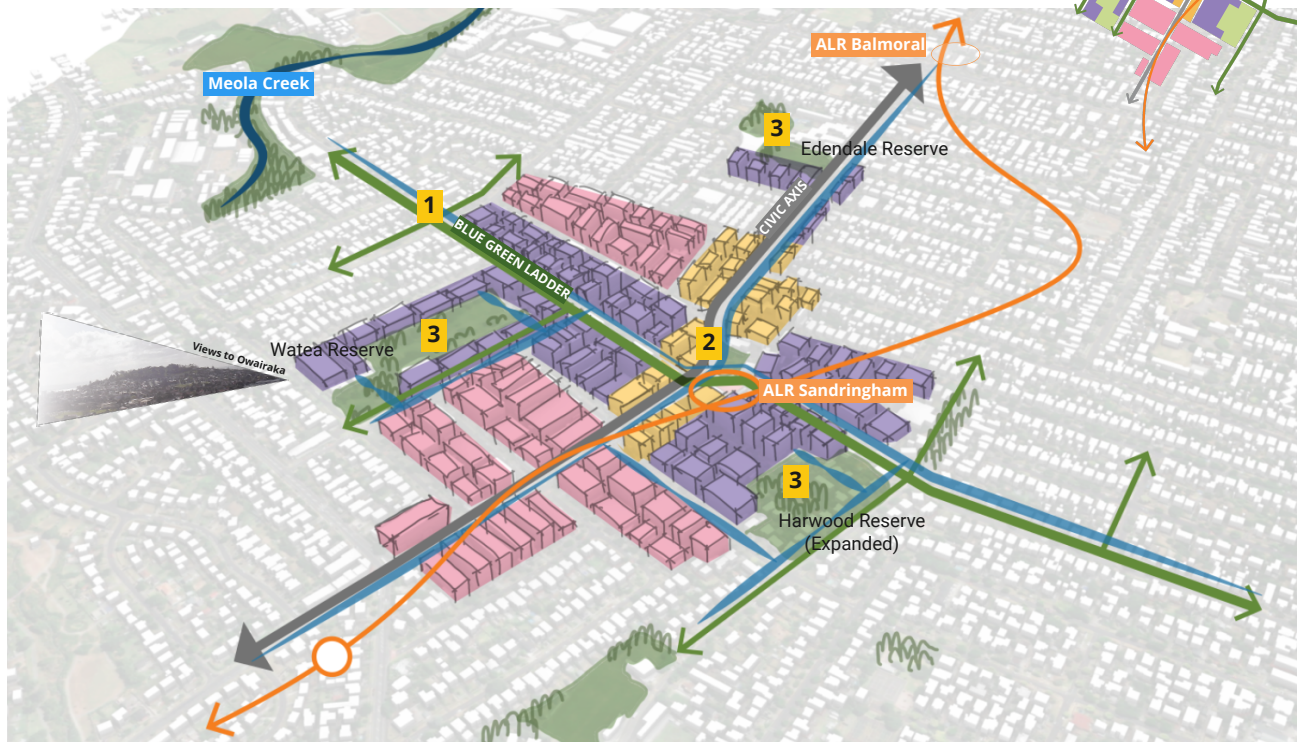 ALR Balmoral
Meola Creek
3
Edendale Reserve
CIVIC AXIS
1
BLUE GREEN LADDER
3
Watea Reserve
Views to Owairaka
2
ALR Sandringham
3
Harwood Reserve
(Expanded)